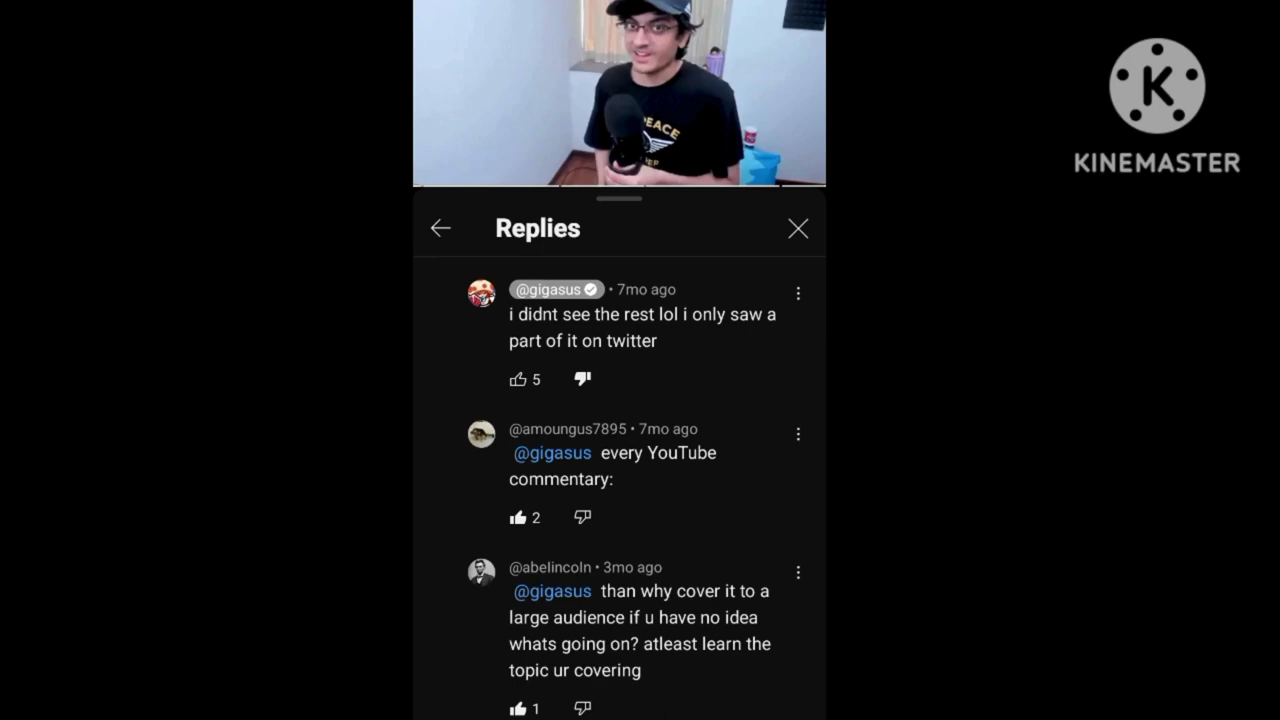 PEACE
K
KINEMASTER
Replies
@gigasus • 7mo ago
i didnt see the rest lol i only saw a
part of it on twitter
5
@amoungus7895 • 7mo ago
@gigasus every YouTube
commentary:
2
@abelincoln • 3mo ago
@gigasus than why cover it to a
large audience if u have no idea
whats going on? atleast learn the
topic ur covering
1